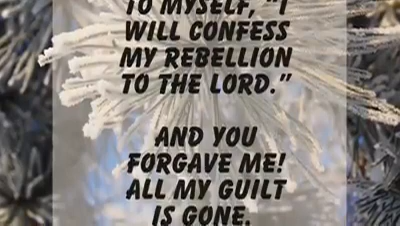 TO MYSELF, "I
WILL CONFESS
MY REBELLION
TO THE LORD."
AND YOU
FORGAVE ME!
ALL MY GUILT
IS GONE.